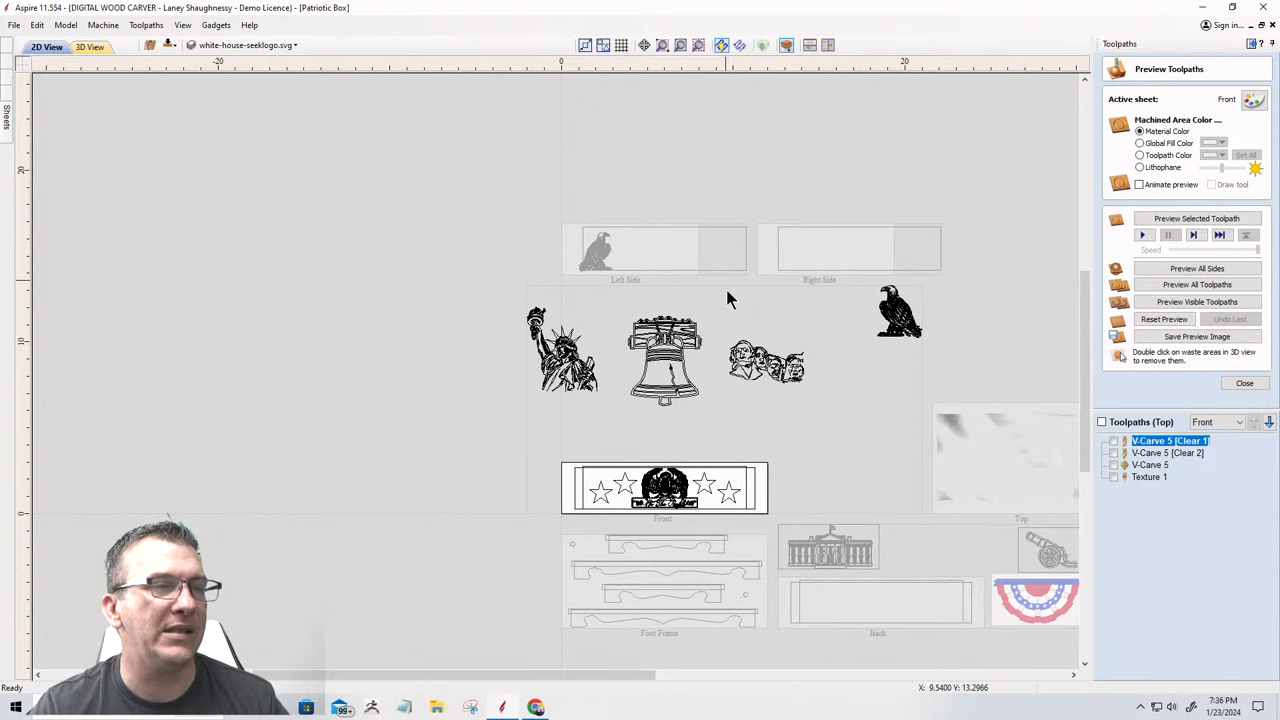 Aspire 11.554 - {DIGITAL WOOD CARVER - Laney Shaughnessy - Demo Licence} - [Patriotic Box]
File Edit Model Machine Toolpaths View Gadgets Help
Sign in...
2D View 3D View white-house-seeklogo.svg
-20 0 20
20
10
0
Sheets
Left Side Right Side
Front Top
Foot Frame Back
Toolpaths
Preview Toolpaths
Active sheet: Front
Machined Area Color ....
Material Color
Global Fill Color
Toolpath Color Set All
Lithophane
Animate preview Draw tool
Preview Selected Toolpath
Speed
Preview All Sides
Preview All Toolpaths
Preview Visible Toolpaths
Reset Preview Undo Last
Save Preview Image
Double click on waste areas in 3D view
to remove them.
Close
Toolpaths (Top) Front
V-Carve 5 [Clear 1]
V-Carve 5 [Clear 2]
V-Carve 5
Texture 1
Ready X: 9.5400 Y: 13.2966
99+
7:36 PM
1/23/2024